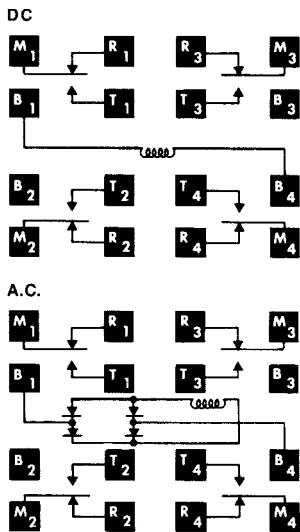 DC
M1 R1 R3 M3
B1 T1 T3 B3
B2 T2 T4 B4
M2 R2 R4 M4
A.C.
M1 R1 R3 M3
B1 T1 T3 B3
B2 T2 T4 B4
M2 R2 R4 M4